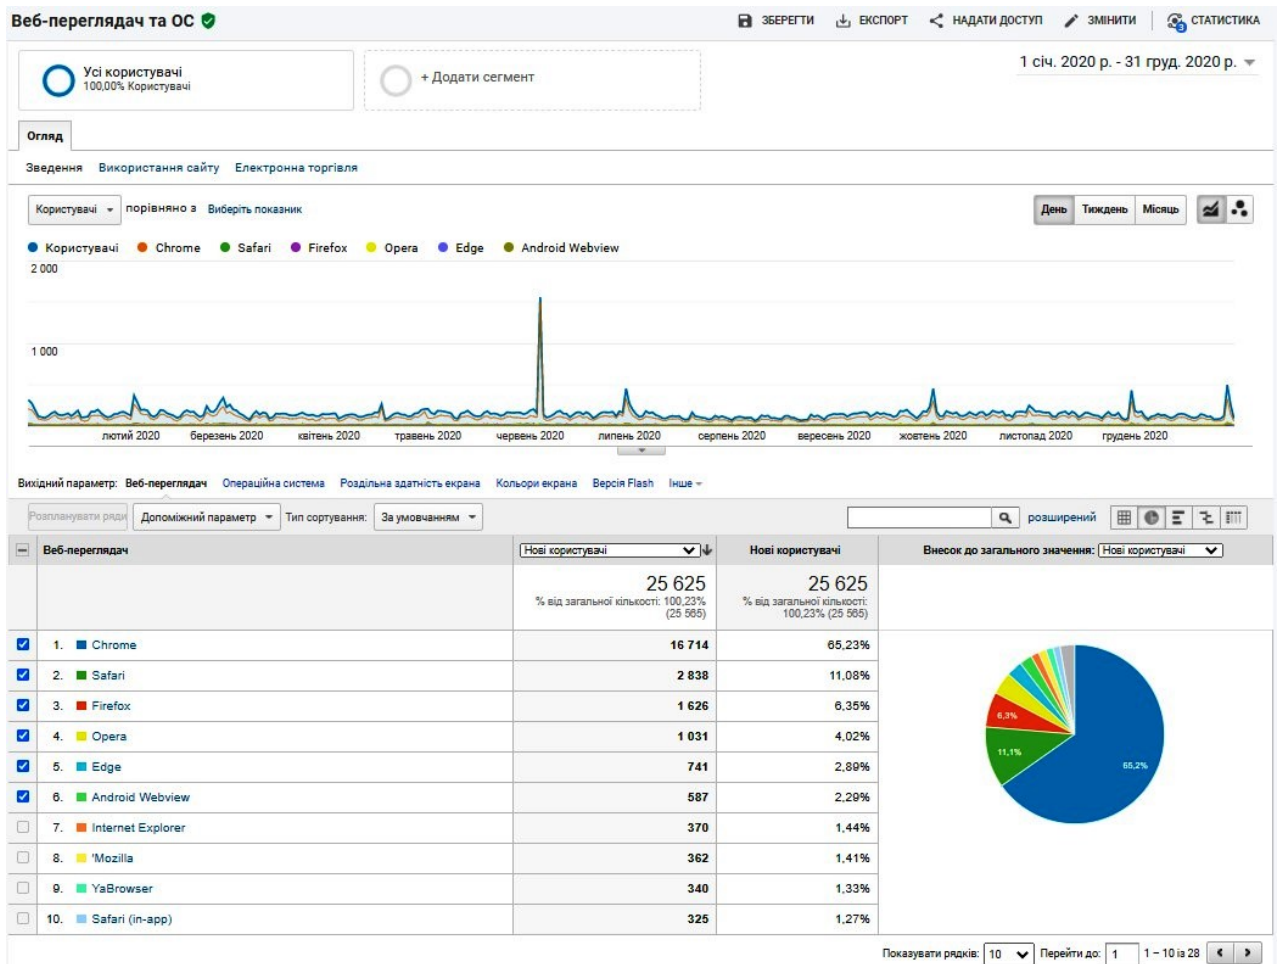 Веб-переглядач та ОС
ЗБЕРЕГТИ ЕКСПОРТ НАДАТИ ДОСТУП ЗМІНИТИ 3 СТАТИСТИКА
Усі користувачі
100,00% Користувачі
+ Додати сегмент
1 січ. 2020 р. - 31 груд. 2020 р.
Огляд
Зведення Використання сайту Електронна торгівля
Користувачі порівняно з Виберіть показник
День Тиждень Місяць
Користувачі Chrome Safari Firefox Opera Edge Android Webview
2 000
1 000
лютий 2020 березень 2020 квітень 2020 травень 2020 червень 2020 липень 2020 серпень 2020 вересень 2020 жовтень 2020 листопад 2020 грудень 2020
Вихідний параметр: Веб-переглядач Операційна система Роздільна здатність екрана Кольори екрана Версія Flash Інше
Розпланувати ряди Допоміжний параметр Тип сортування: За умовчанням розширений
Веб-переглядач Нові користувачі Нові користувачі Внесок до загального значення: Нові користувачі
25 625 25 625
% від загальної кількості: 100,23% % від загальної кількості:
(25 565) 100,23% (25 565)
1. Chrome 16 714 65,23%
2. Safari 2 838 11,08%
3. Firefox 1 626 6,35%
4. Opera 1 031 4,02%
5. Edge 741 2,89%
6. Android Webview 587 2,29%
7. Internet Explorer 370 1,44%
8. 'Mozilla 362 1,41%
9. YaBrowser 340 1,33%
10. Safari (in-app) 325 1,27%
6,3%
11,1%
65,2%
Показувати рядків: 10 Перейти до: 1 1 – 10 із 28